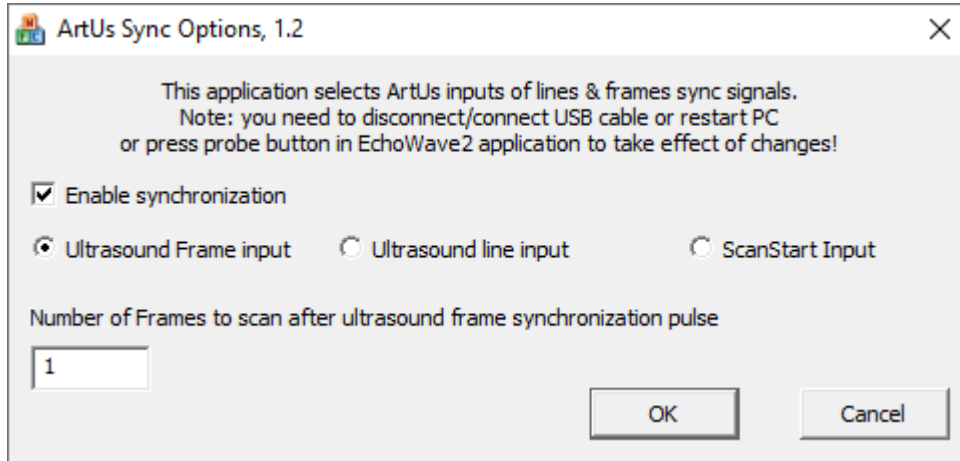 ArtUs Sync Options, 1.2
This application selects ArtUs inputs of lines & frames sync signals.
Note: you need to disconnect/connect USB cable or restart PC
or press probe button in EchoWave2 application to take effect of changes!
Enable synchronization
Ultrasound Frame input Ultrasound line input ScanStart Input
Number of Frames to scan after ultrasound frame synchronization pulse
1
OK Cancel